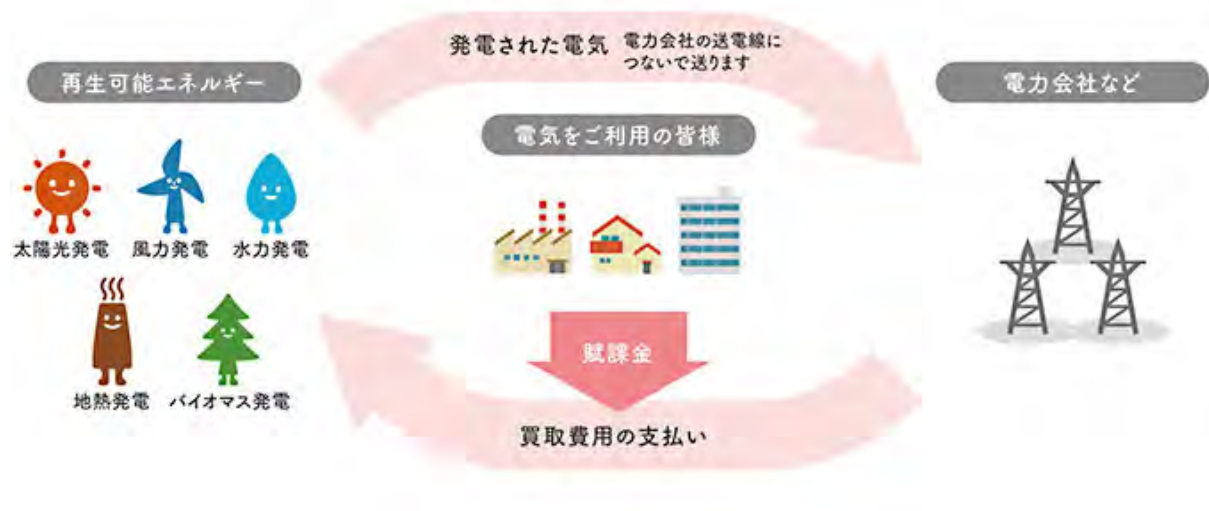 発電された電気 電力会社の送電線に
つないで送ります
再生可能エネルギー
電力会社など
電気をご利用の皆様
太陽光発電 風力発電 水力発電
地熱発電 バイオマス発電
賦課金
買取費用の支払い